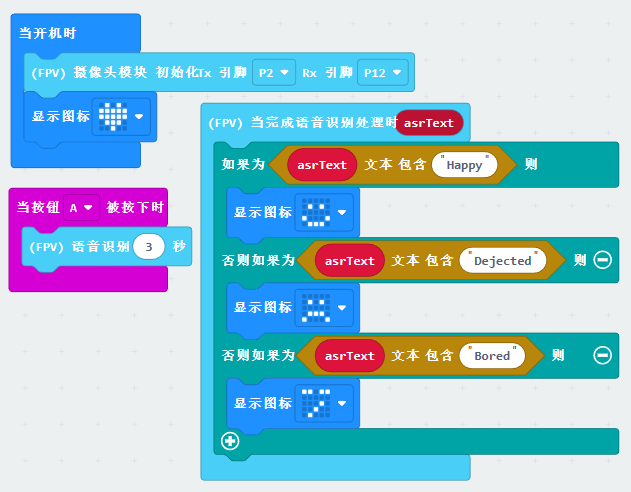 当开机时
(FPV) 摄像头模块 初始化Tx 引脚 P2 Rx 引脚 P12
显示图标
当按钮 A 被按下时
(FPV) 语音识别 3 秒
(FPV) 当完成语音识别处理时 asrText
如果为 asrText 文本 包含 "Happy" 则
显示图标
否则如果为 asrText 文本 包含 "Dejected" 则
显示图标
否则如果为 asrText 文本 包含 "Bored" 则
显示图标